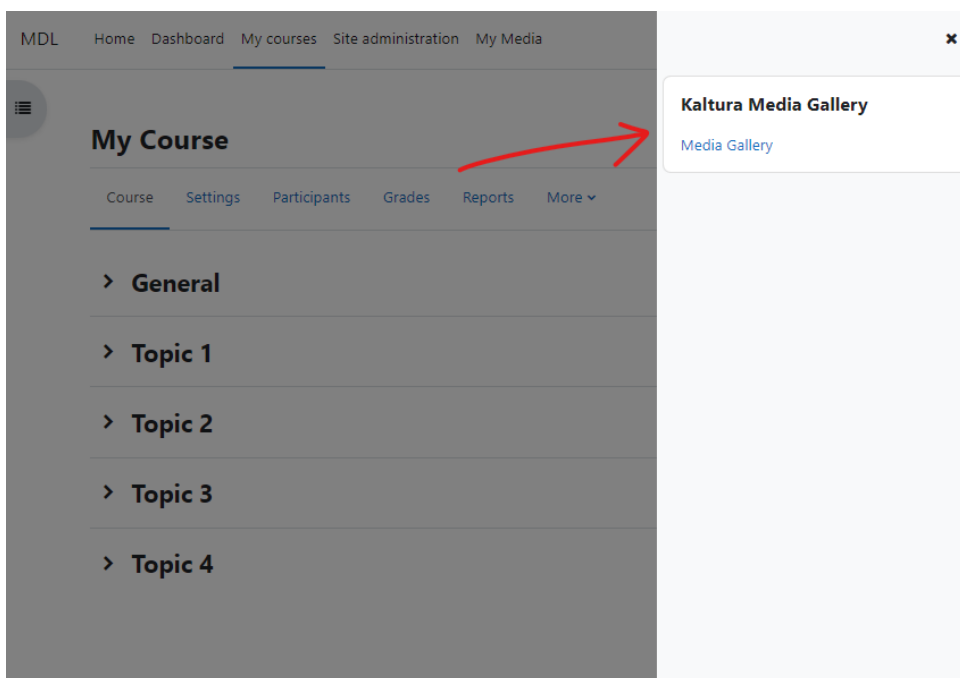 MDL Home Dashboard My courses Site administration My Media
My Course
Course Settings Participants Grades Reports More
General
Topic 1
Topic 2
Topic 3
Topic 4
Kaltura Media Gallery
Media Gallery